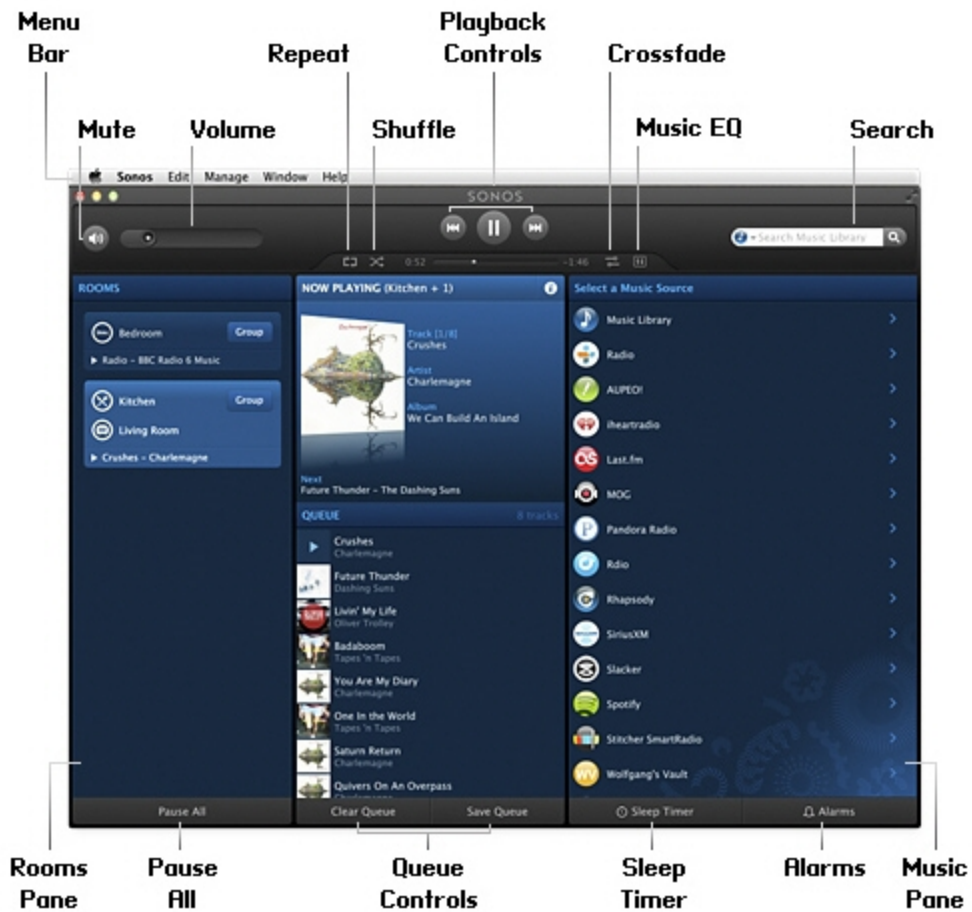 Menu Bar
Repeat
Playback Controls
Crossfade
Mute
Volume
Shuffle
Music EQ
Search
Sonos Edit Manage Window Help
SONOS
Search Music Library
0:52
-1:46
ROOMS
Bedroom
Group
Radio - BBC Radio 6 Music
Kitchen
Group
Living Room
Crushes - Charlemagne
Pause All
NOW PLAYING (Kitchen + 1)
Track [1/8]
Crushes
Artist
Charlemagne
Album
We Can Build An Island
Next
Future Thunder - The Dashing Suns
QUEUE
8 tracks
Crushes
Charlemagne
Future Thunder
Dashing Suns
Livin' My Life
Oliver Trolley
Badaboom
Tapes 'n Tapes
You Are My Diary
Charlemagne
One In the World
Tapes 'n Tapes
Saturn Return
Charlemagne
Quivers On An Overpass
Clear Queue
Save Queue
Select a Music Source
Music Library
Radio
AUPEO!
iheartradio
Last.fm
MOG
Pandora Radio
Rdio
Rhapsody
SiriusXM
Slacker
Spotify
Stitcher SmartRadio
WV
Wolfgang's Vault
Sleep Timer
Alarms
Rooms Pane
Pause All
Queue Controls
Sleep Timer
Alarms
Music Pane